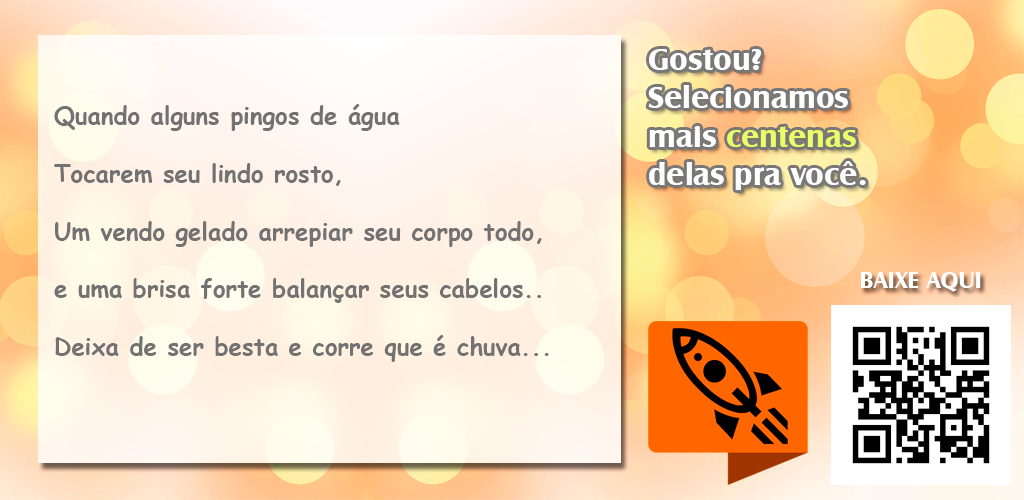 Quando alguns pingos de água
Tocarem seu lindo rosto,
Um vendo gelado arrepiar seu corpo todo,
e uma brisa forte balançar seus cabelos..
Deixa de ser besta e corre que é chuva...
Gostou?
Selecionamos
mais centenas
delas pra você.
BAIXE AQUI